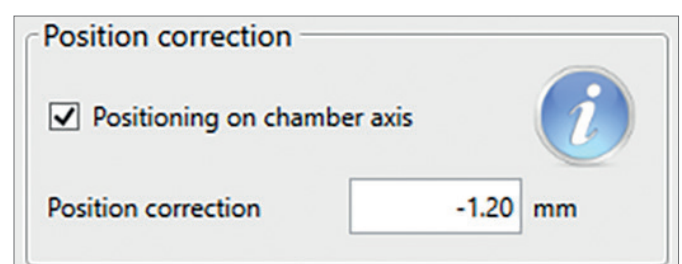 Position correction
Positioning on chamber axis
Position correction -1.20 mm